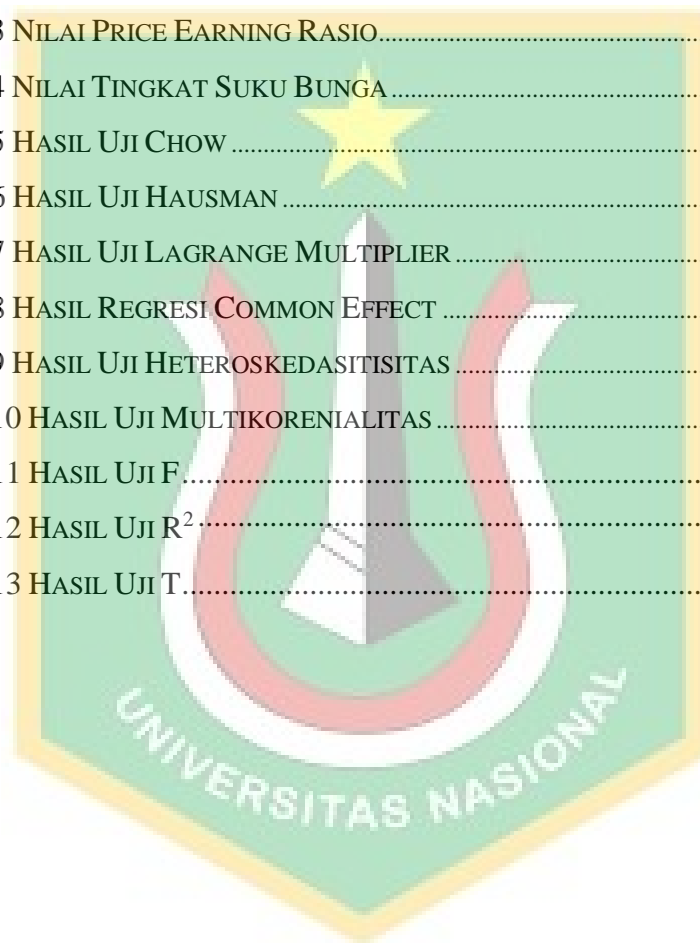 3 NILAI PRICE EARNING RASIO
4 NILAI TINGKAT SUKU BUNGA
5 HASIL UJI CHOW
6 HASIL UJI HAUSMAN
7 HASIL UJI LAGRANGE MULTIPLIER
8 HASIL REGRESI COMMON EFFECT
9 HASIL UJI HETEROSKEDASITISITAS
10 HASIL UJI MULTIKORENIALITAS
11 HASIL UJI F
12 HASIL UJI R²
13 HASIL UJI T
UNIVERSITAS NASIONAL